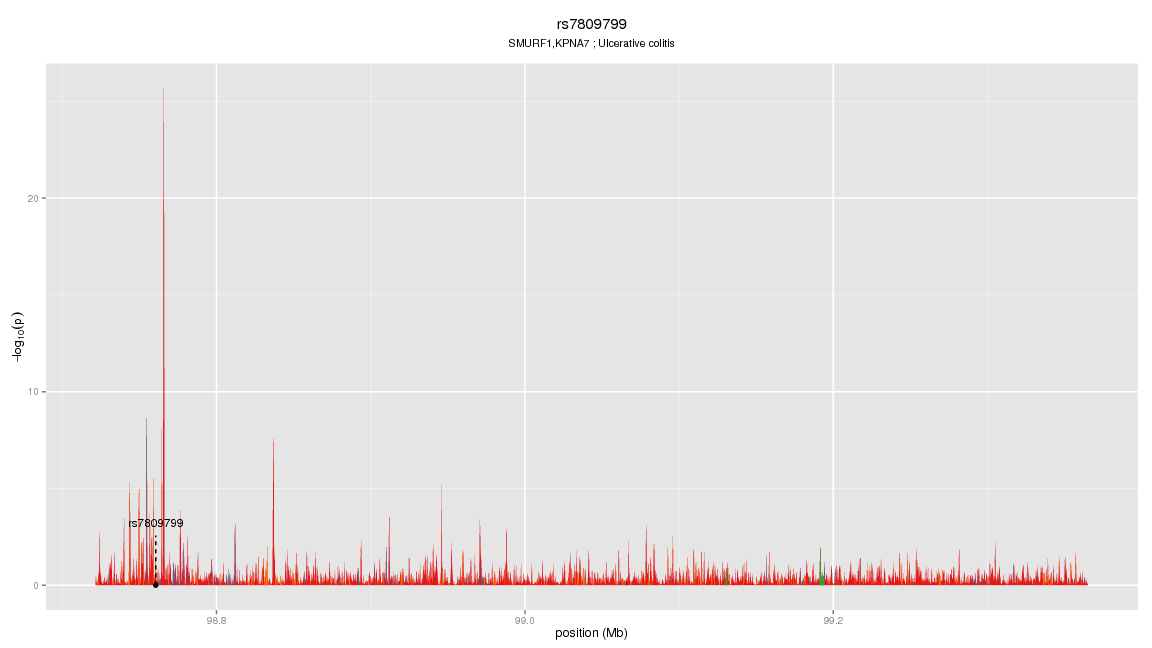 rs7809799
SMURF1,KPNA7 ; Ulcerative colitis
20
10
0
−log10(p)
rs7809799
98.8 99.0 99.2
position (Mb)